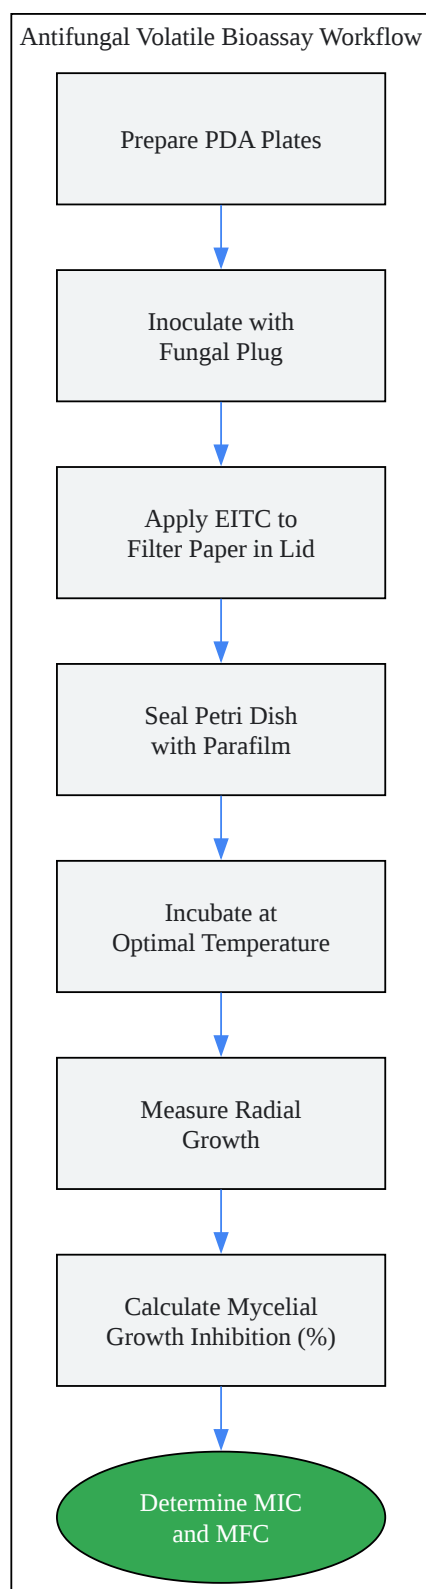 Antifungal Volatile Bioassay Workflow
Prepare PDA Plates
Inoculate with
Fungal Plug
Apply EITC to
Filter Paper in Lid
Seal Petri Dish
with Parafilm
Incubate at
Optimal Temperature
Measure Radial
Growth
Calculate Mycelial
Growth Inhibition (%)
Determine MIC
and MFC